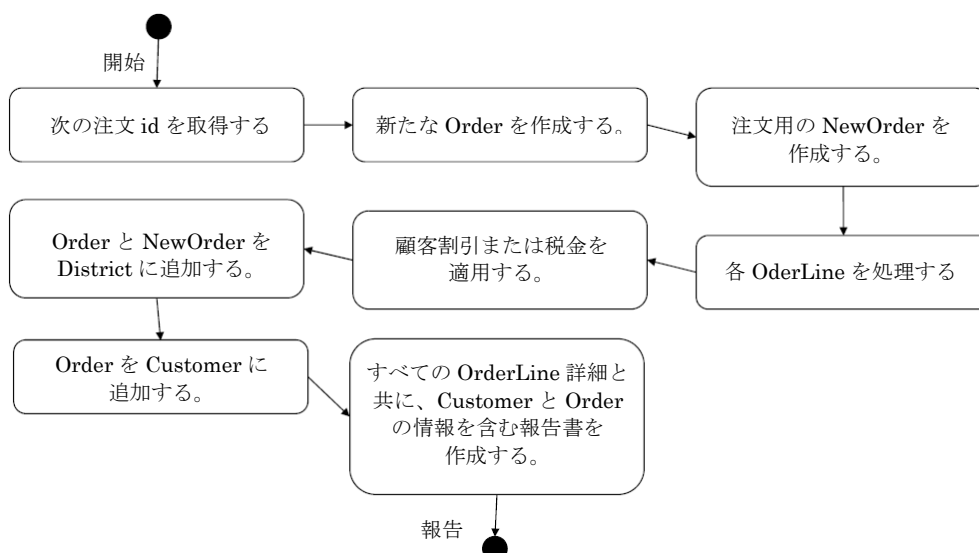 開始
次の注文 id を取得する
新たな Order を作成する。
注文用の NewOrder を
作成する。
各 OderLine を処理する
顧客割引または税金を
適用する。
Order と NewOrder を
District に追加する。
Order を Customer に
追加する。
すべての OrderLine 詳細と
共に、Customer と Order
の情報を含む報告書を
作成する。
報告